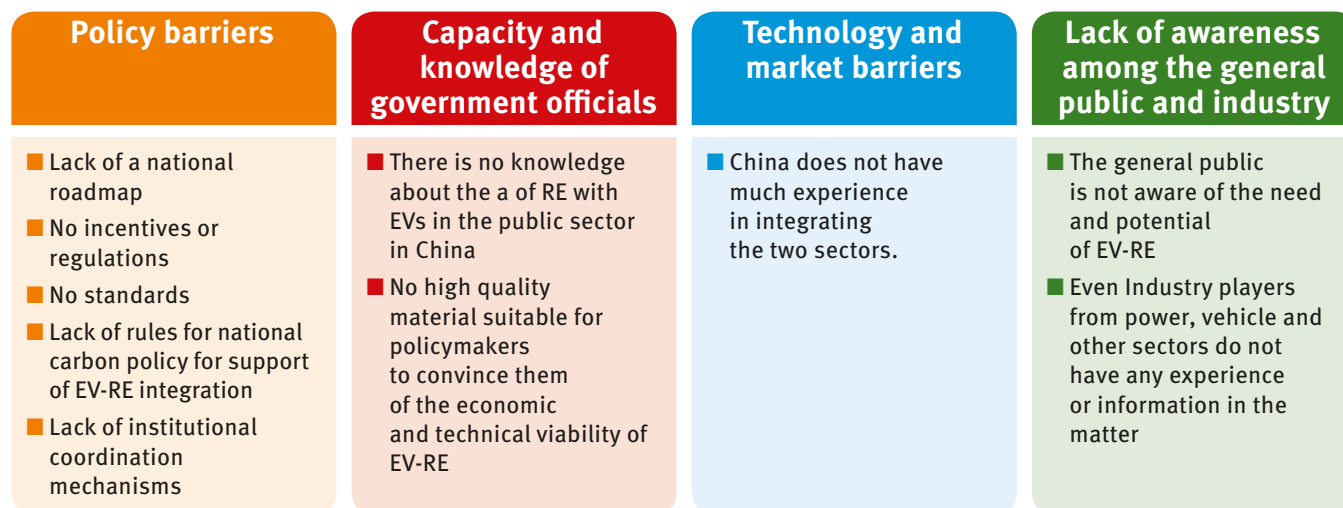 Policy barriers
Lack of a national
roadmap
No incentives or
regulations
No standards
Lack of rules for national
carbon policy for support
of EV-RE integration
Lack of institutional
coordination
mechanisms
Capacity and
knowledge of
government officials
There is no knowledge
about the a of RE with
EVs in the public sector
in China
No high quality
material suitable for
policymakers
to convince them
of the economic
and technical viability of
EV-RE
Technology and
market barriers
China does not have
much experience
in integrating
the two sectors.
Lack of awareness
among the general
public and industry
The general public
is not aware of the need
and potential
of EV-RE
Even Industry players
from power, vehicle and
other sectors do not
have any experience
or information in the
matter